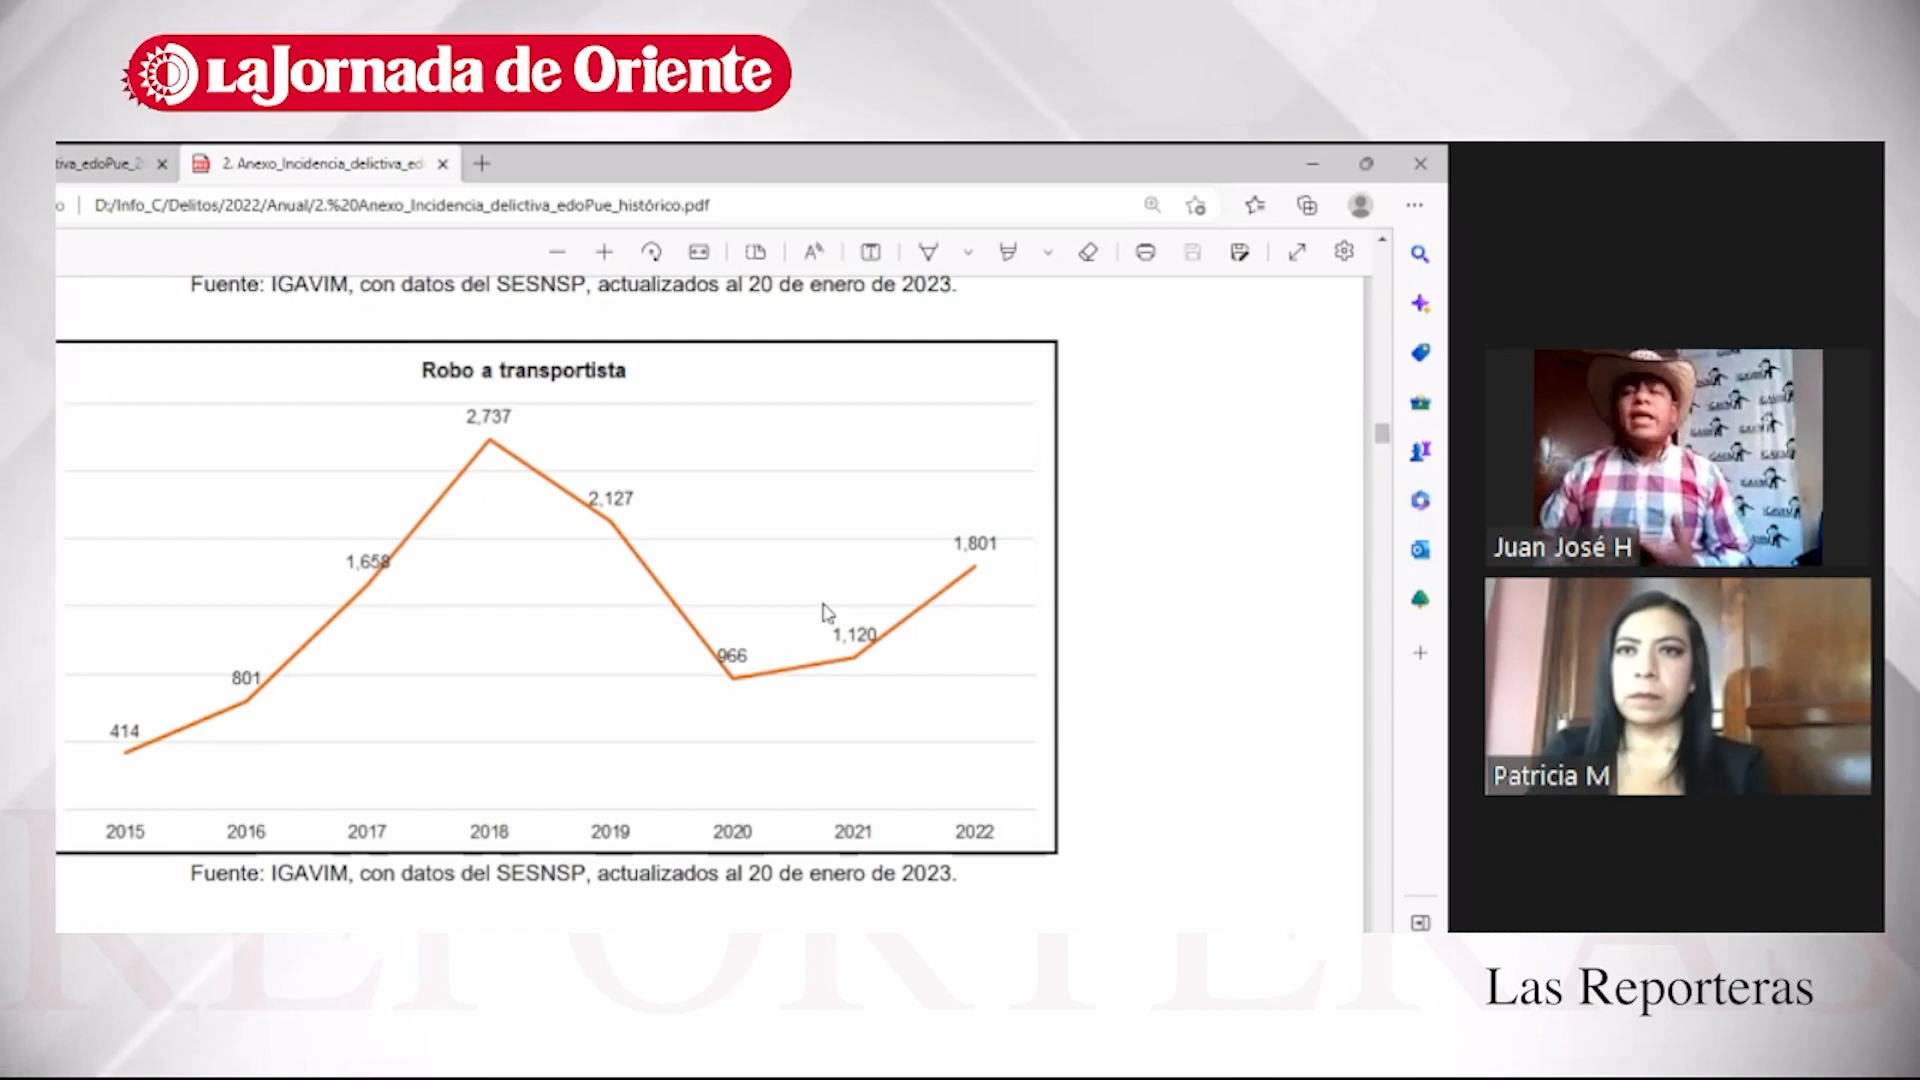 LaJornada de Oriente
tiva_edoPue_2
2. Anexo_Incidencia_delictiva_ed
D:/Info_C/Delitos/2022/Anual/2.%20Anexo_Incidencia_delictiva_edoPue_histórico.pdf
Fuente: IGAVIM, con datos del SESNSP, actualizados al 20 de enero de 2023.
Robo a transportista
2,737
2,127
1,658
1,801
1,120
966
801
414
2015 2016 2017 2018 2019 2020 2021 2022
Fuente: IGAVIM, con datos del SESNSP, actualizados al 20 de enero de 2023.
Juan José H
Patricia M
REPORTERAS
Las Reporteras